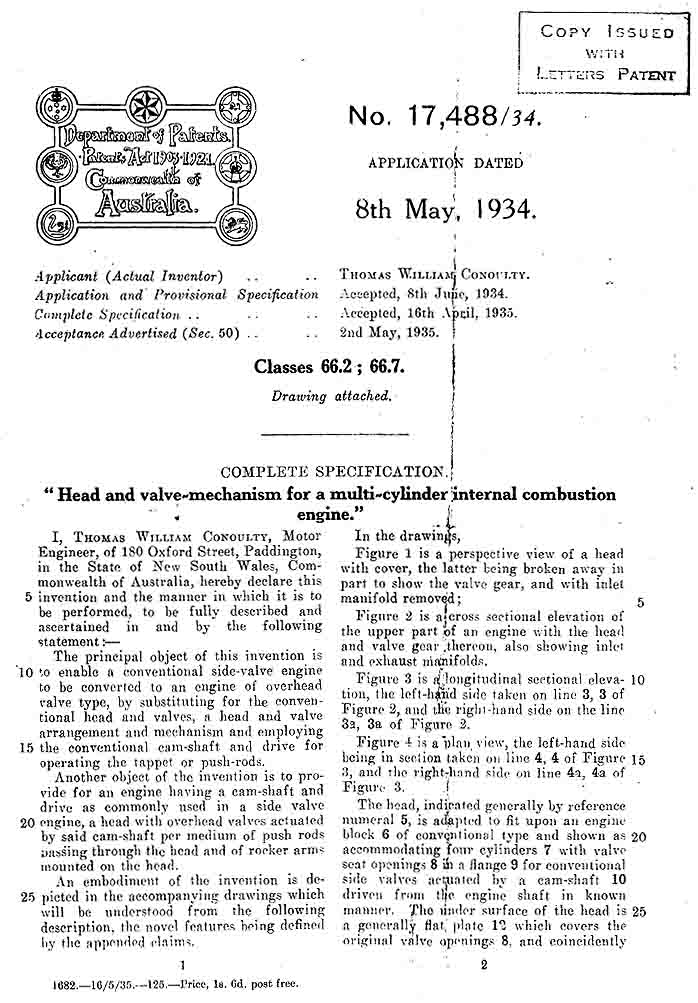 COPY ISSUED
WITH
LETTERS PATENT
Department of Patents.
Patents Act 1903-1921
Commonwealth of
Australia.
No. 17,488/34.
APPLICATION DATED
8th May, 1934.
Applicant (Actual Inventor) .. .. THOMAS WILLIAM CONOULTY.
Application and Provisional Specification Accepted, 8th June, 1934.
Complete Specification .. .. .. Accepted, 16th April, 1935.
Acceptance Advertised (Sec. 50) .. .. 2nd May, 1935.
Classes 66.2 ; 66.7.
Drawing attached.
COMPLETE SPECIFICATION.
“ Head and valve-mechanism for a multi-cylinder internal combustion
engine.”
I, THOMAS WILLIAM CONOULTY, Motor
Engineer, of 180 Oxford Street, Paddington,
in the State of New South Wales, Com-
monwealth of Australia, hereby declare this
5 invention and the manner in which it is to
be performed, to be fully described and
ascertained in and by the following
statement :—
The principal object of this invention is
10 to enable a conventional side-valve engine
to be converted to an engine of overhead
valve type, by substituting for the conven-
tional head and valves, a head and valve
arrangement and mechanism and employing
15 the conventional cam-shaft and drive for
operating the tappet or push-rods.
Another object of the invention is to pro-
vide for an engine having a cam-shaft and
drive as commonly used in a side valve
20 engine, a head with overhead valves actuated
by said cam-shaft per medium of push rods
passing through the head and of rocker arms
mounted on the head.
An embodiment of the invention is de-
25 picted in the accompanying drawings which
will be understood from the following
description, the novel features being defined
by the appended claims.
1
1682.—16/5/35.—125.—Price, 1s. 6d. post free.
In the drawings,
Figure 1 is a perspective view of a head
with cover, the latter being broken away in
part to show the valve gear, and with inlet
manifold removed; 5
Figure 2 is a cross sectional elevation of
the upper part of an engine with the head
and valve gear thereon, also showing inlet
and exhaust manifolds.
Figure 3 is a longitudinal sectional eleva- 10
tion, the left-hand side taken on line 3, 3 of
Figure 2, and the right-hand side on the line
3a, 3a of Figure 2.
Figure 4 is a plan view, the left-hand side
being in section taken on line 4, 4 of Figure 15
3, and the right-hand side on line 4a, 4a of
Figure 3.
The head, indicated generally by reference
numeral 5, is adapted to fit upon an engine
block 6 of conventional type and shown as 20
accommodating four cylinders 7 with valve
seat openings 8 in a flange 9 for conventional
side valves actuated by a cam-shaft 10
driven from the engine shaft in known
manner. The under surface of the head is 25
a generally flat plate 12 which covers the
original valve openings 8, and coincidently
2